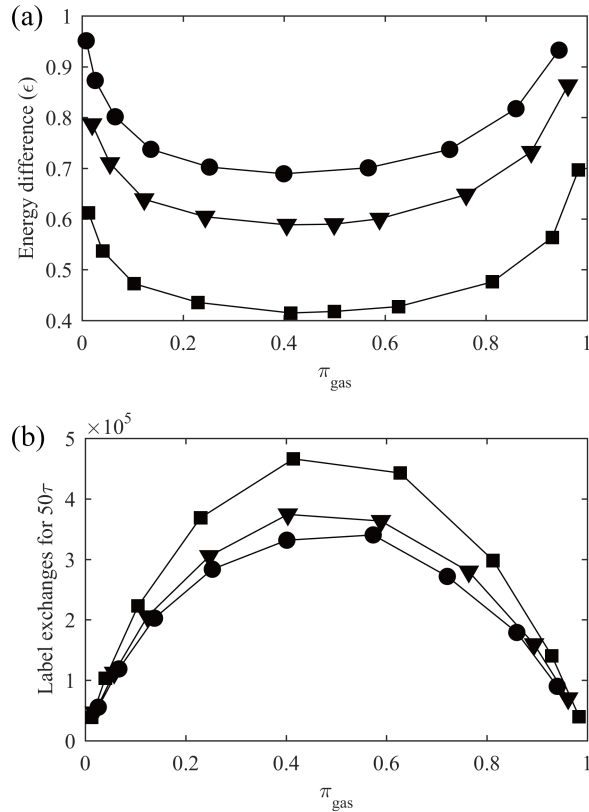 (a)
1
0.9
0.8
0.7
0.6
0.5
0.4
Energy difference (ϵ)
0 0.2 0.4 0.6 0.8 1
π_gas
(b)
×10^5
5
4
3
2
1
0
Label exchanges for 50τ
0 0.2 0.4 0.6 0.8 1
π_gas